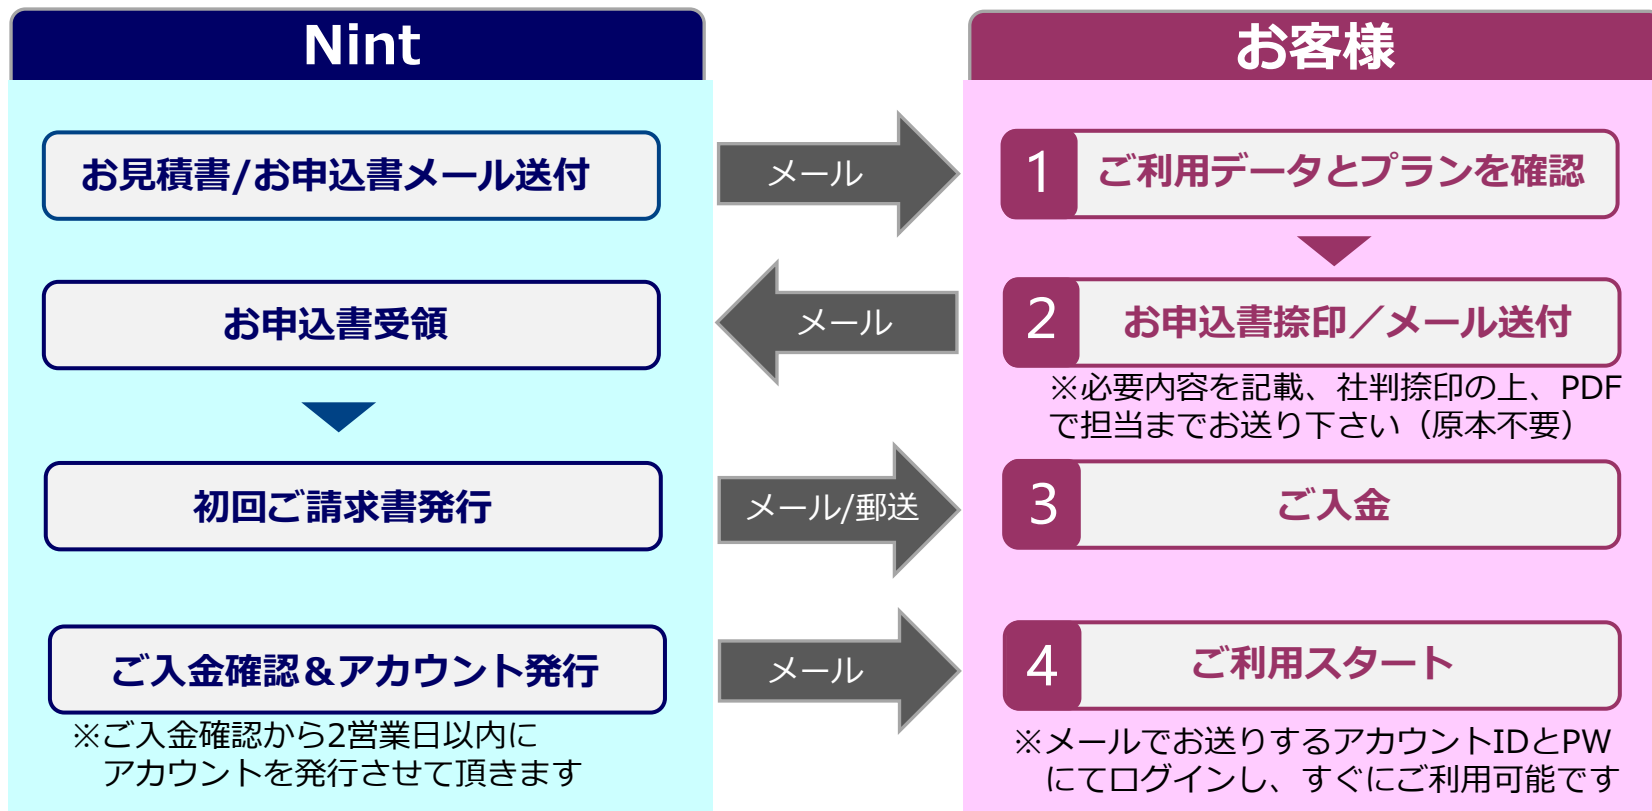 Nint
お客様
お見積書/お申込書メール送付
メール
1
ご利用データとプランを確認
お申込書受領
メール
2
お申込書捺印／メール送付
※必要内容を記載、社判捺印の上、PDF
で担当までお送り下さい（原本不要）
初回ご請求書発行
メール/郵送
3
ご入金
ご入金確認＆アカウント発行
メール
4
ご利用スタート
※ご入金確認から2営業日以内に
アカウントを発行させて頂きます
※メールでお送りするアカウントIDとPW
にてログインし、すぐにご利用可能です